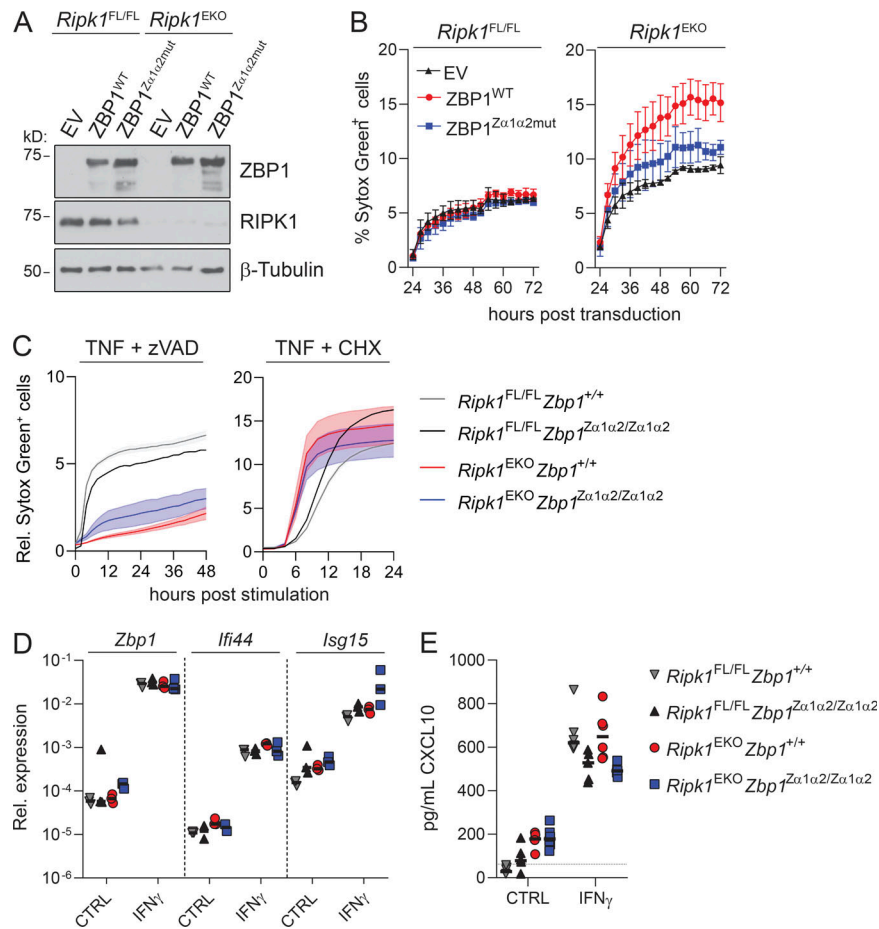 A
Ripk1FL/FL Ripk1EKO
EV ZBP1WT ZBP1Zα1α2mut EV ZBP1WT ZBP1Zα1α2mut
kD:
75 ZBP1
75 RIPK1
50 β-Tubulin
B
Ripk1FL/FL Ripk1EKO
% Sytox Green+ cells
20 20
15 15
10 10
5 5
0 0
EV
ZBP1WT
ZBP1Zα1α2mut
24 36 48 60 72 24 36 48 60 72
hours post transduction
C
TNF + zVAD TNF + CHX
Rel. Sytox Green+ cells
10 20
15
5 10
5
0 0
0 12 24 36 48 0 6 12 18 24
hours post stimulation
Ripk1FL/FL Zbp1+/+
Ripk1FL/FL Zbp1Zα1α2/Zα1α2
Ripk1EKO Zbp1+/+
Ripk1EKO Zbp1Zα1α2/Zα1α2
D
Zbp1 Ifi44 Isg15
Rel. expression
10-1
10-2
10-3
10-4
10-5
10-6
CTRL IFNγ CTRL IFNγ CTRL IFNγ
E
pg/mL CXCL10
1000
800
600
400
200
0
CTRL IFNγ
Ripk1FL/FL Zbp1+/+
Ripk1FL/FL Zbp1Zα1α2/Zα1α2
Ripk1EKO Zbp1+/+
Ripk1EKO Zbp1Zα1α2/Zα1α2